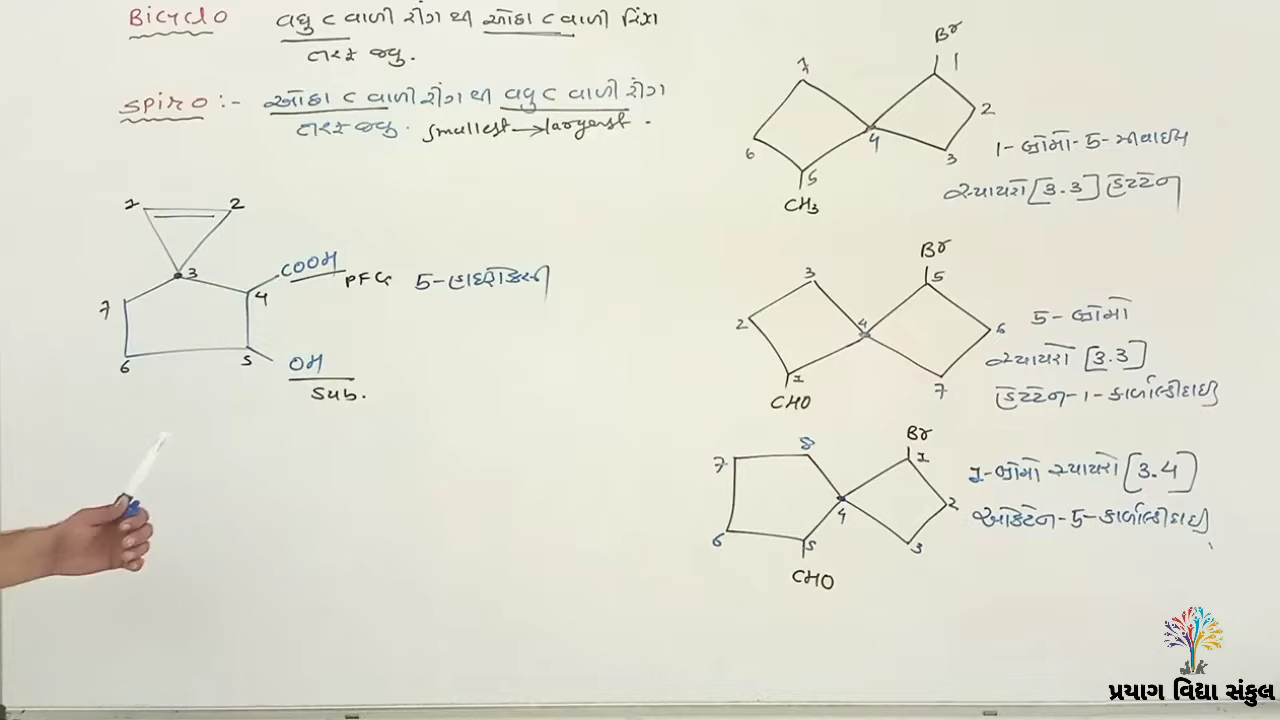 Bicyclo વધુ C વાળી રીંગ થી ઓછા C વાળી રિંગ
તરફ જવુ.
SPIRO :- ઓછા C વાળી રીંગ થી વધુ C વાળી રીંગ
તરફ જવુ. smallest → largest .
1 2
3
COOH
PFG
4
7
5
6
OH
Sub.
5-હાઇડ્રોક્સિ
Br
7 1
2
4
6 3
5
CH3
1- બ્રોમો-5-મીથાઇલ
સ્પાયરો [3.3] હેપ્ટેન
Br
3 5
2 4 6
1 7
CHO
5- બ્રોમો
સ્પાયરો [3.3]
હેપ્ટેન-1-કાર્બાલ્ડીહાઇડ
Br
8 1
7
4 2
6 5 3
CHO
1-બ્રોમો સ્પાયરો [3.4]
ઓક્ટેન-5-કાર્બાલ્ડીહાઇડ
પ્રયાગ વિદ્યા સંકુલ